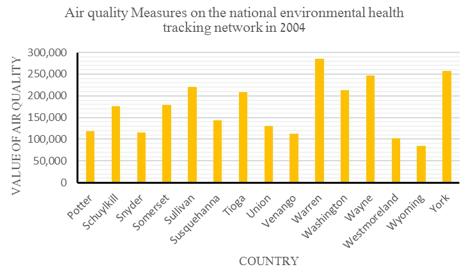 Air quality Measures on the national environmental health
tracking network in 2004
VALUE OF AIR QUALITY
300,000
250,000
200,000
150,000
100,000
50,000
0
Potter
Schuylkill
Snyder
Somerset
Sullivan
Susquehanna
Tioga
Union
Venango
Warren
Washington
Wayne
Westmoreland
Wyoming
York
COUNTRY